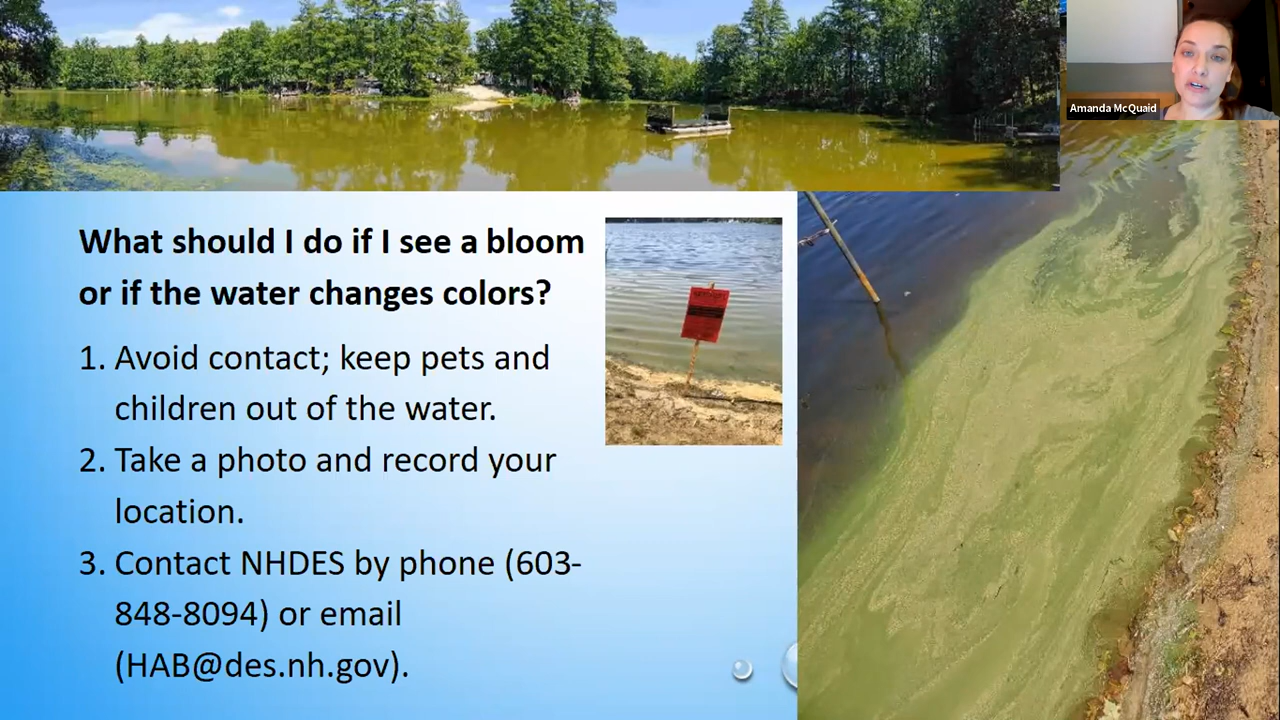 Amanda McQuaid
What should I do if I see a bloom
or if the water changes colors?
1. Avoid contact; keep pets and
children out of the water.
2. Take a photo and record your
location.
3. Contact NHDES by phone (603-
848-8094) or email
(HAB@des.nh.gov).